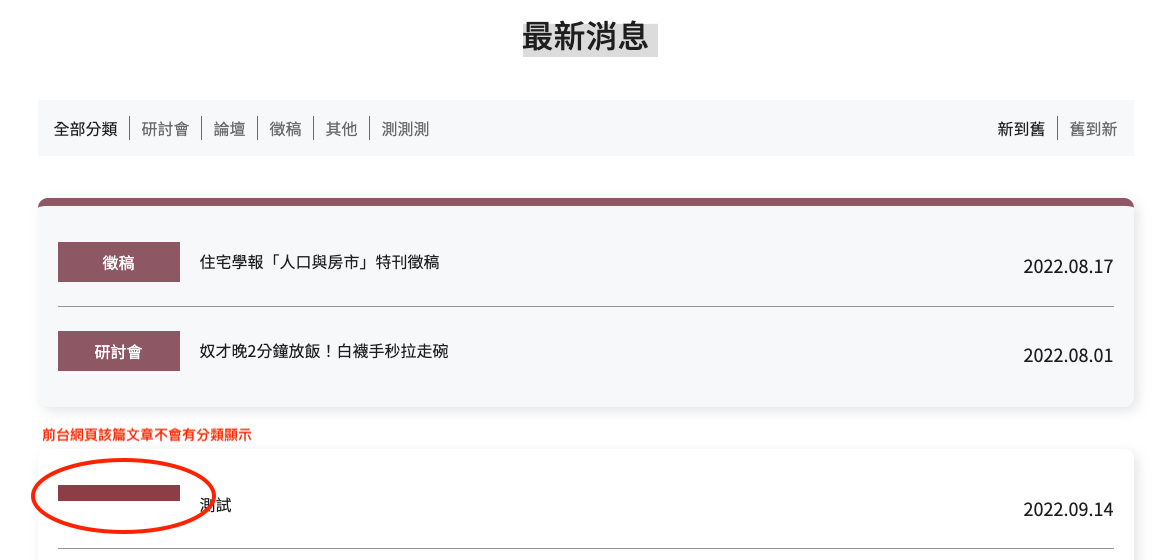 最新消息
全部分類 研討會 論壇 徵稿 其他 測測測 新到舊 舊到新
徵稿 住宅學報「人口與房市」特刊徵稿 2022.08.17
研討會 奴才晚2分鐘放飯！白襪手秒拉走碗 2022.08.01
前台網頁該篇文章不會有分類顯示
測試 2022.09.14